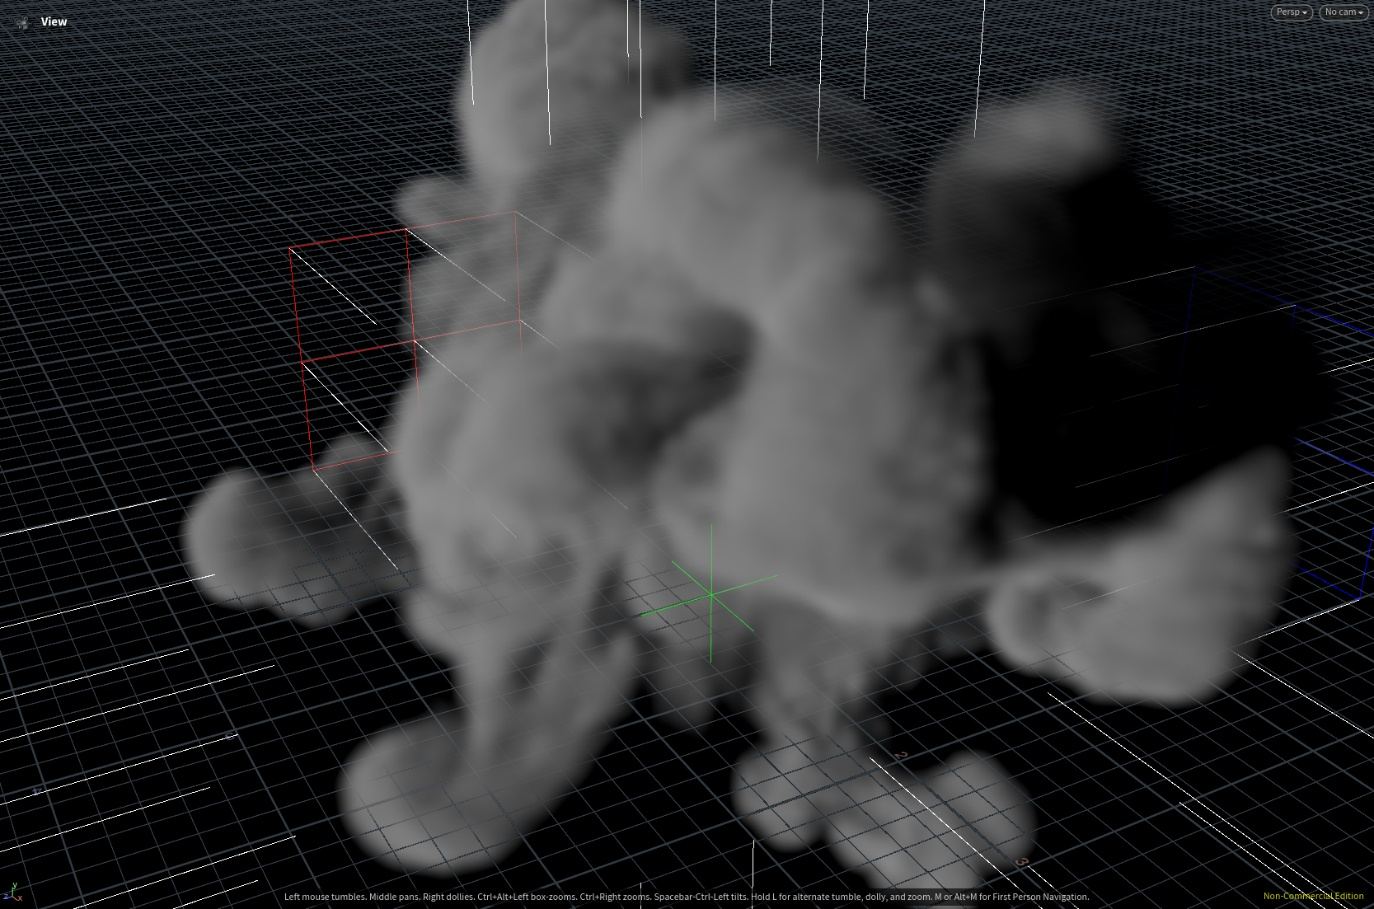 View
Persp
No cam
2
3
y
x
Left mouse tumbles. Middle pans. Right dollies. Ctrl+Alt+Left box-zooms. Ctrl+Right zooms. Spacebar-Ctrl-Left tilts. Hold L for alternate tumble, dolly, and zoom. M or Alt+M for First Person Navigation.
Non-Commercial Edition